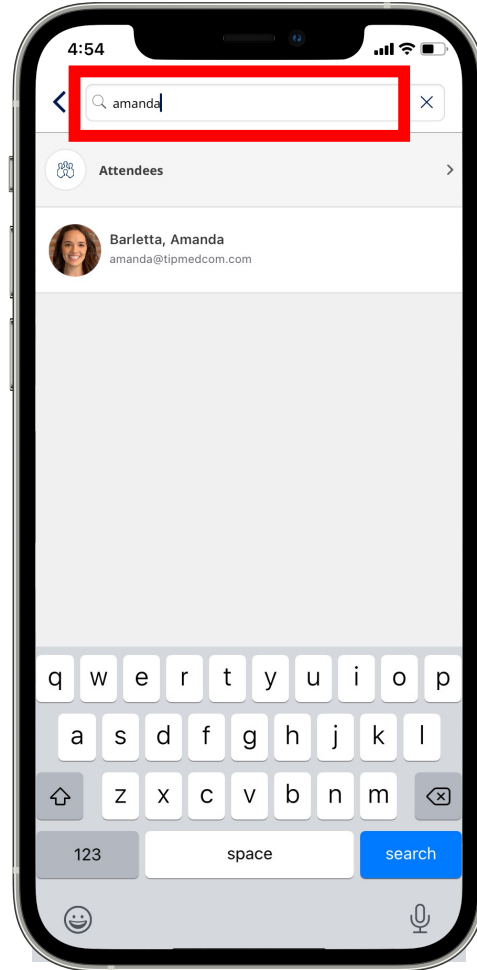 4:54
amanda
Attendees
Barletta, Amanda
amanda@tipmedcom.com
q w e r t y u i o p
a s d f g h j k l
z x c v b n m
123 space search